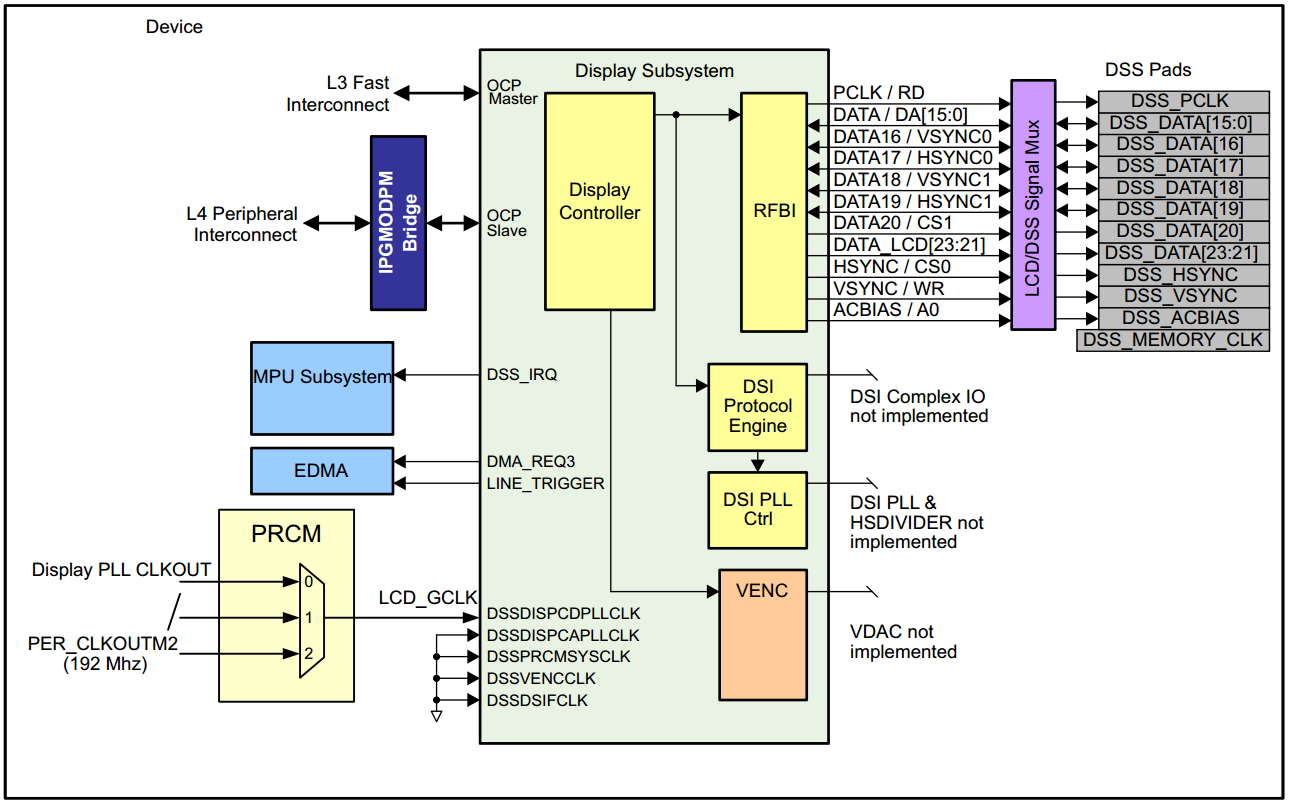 Device
Display Subsystem
DSS Pads
L3 Fast
Interconnect
OCP
Master
IPGMODPM
Bridge
L4 Peripheral
Interconnect
OCP
Slave
Display
Controller
RFBI
PCLK / RD
DATA / DA[15:0]
DATA16 / VSYNC0
DATA17 / HSYNC0
DATA18 / VSYNC1
DATA19 / HSYNC1
DATA20 / CS1
DATA_LCD[23:21]
HSYNC / CS0
VSYNC / WR
ACBIAS / A0
LCD/DSS Signal Mux
DSS_PCLK
DSS_DATA[15:0]
DSS_DATA[16]
DSS_DATA[17]
DSS_DATA[18]
DSS_DATA[19]
DSS_DATA[20]
DSS_DATA[23:21]
DSS_HSYNC
DSS_VSYNC
DSS_ACBIAS
DSS_MEMORY_CLK
MPU Subsystem
DSS_IRQ
DSI
Protocol
Engine
DSI Complex IO
not implemented
EDMA
DMA_REQ3
LINE_TRIGGER
DSI PLL
Ctrl
DSI PLL &
HSDIVIDER not
implemented
PRCM
Display PLL CLKOUT
0
1
2
PER_CLKOUTM2
(192 Mhz)
LCD_GCLK
DSSDISPCDPLLCLK
DSSDISPCAPLLCLK
DSSPRCMSYSCLK
DSSVENCCLK
DSSDSIFCLK
VENC
VDAC not
implemented